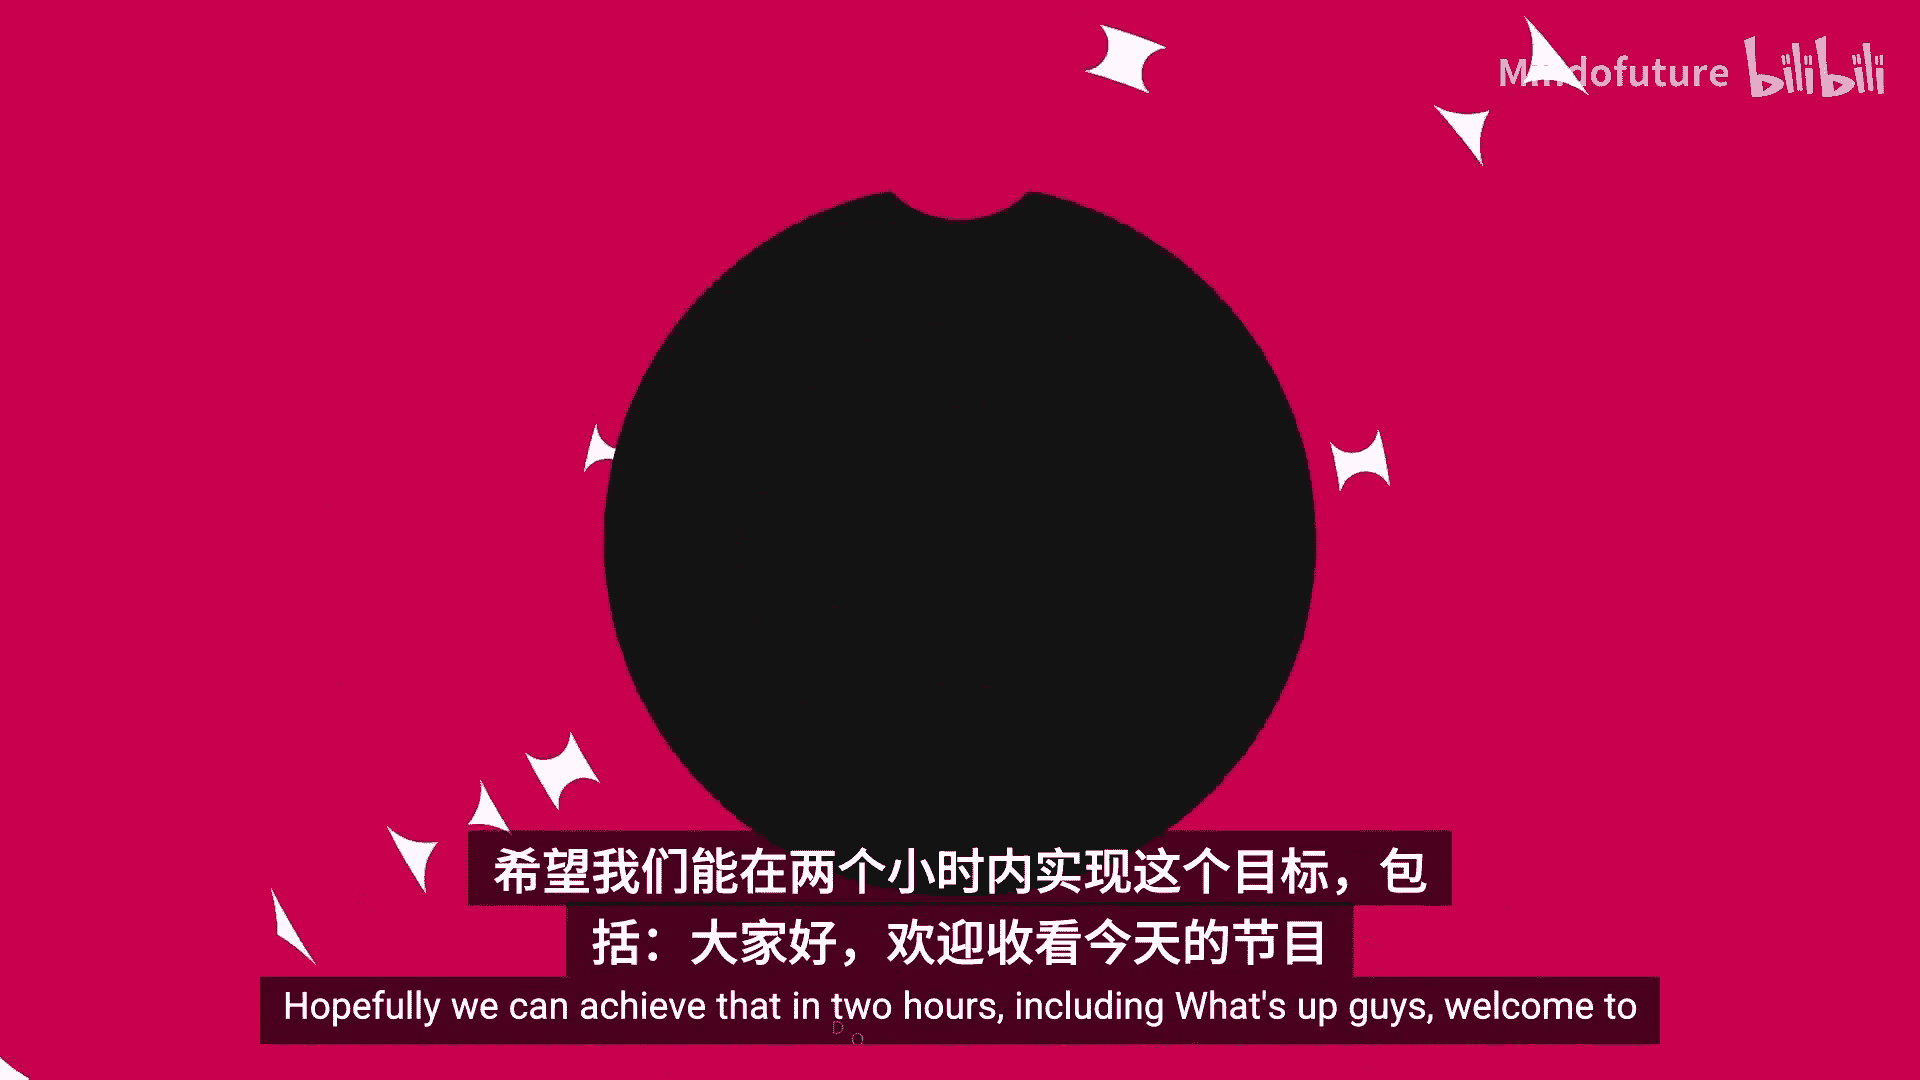 Mindofuture bilibili
希望我们能在两个小时内实现这个目标，包
括：大家好，欢迎收看今天的节目
Hopefully we can achieve that in two hours, including What's up guys, welcome to
D
O